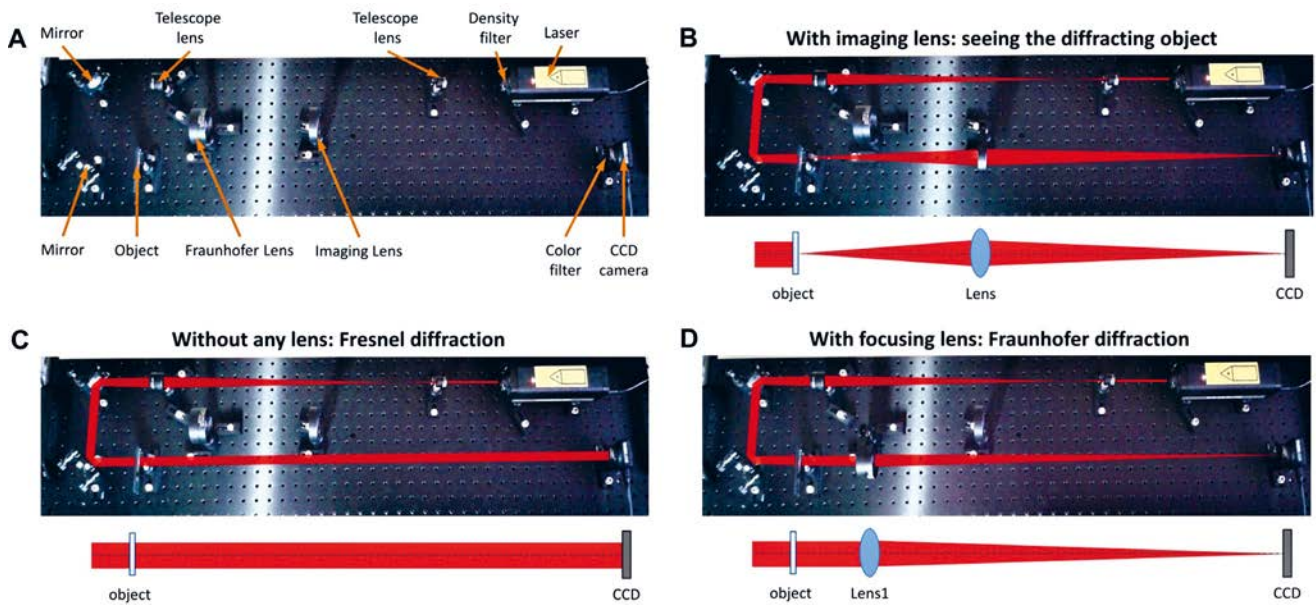 A
Mirror
Telescope
lens
Telescope
lens
Density
filter
Laser
Mirror
Object
Fraunhofer Lens
Imaging Lens
Color
filter
CCD
camera
B
With imaging lens: seeing the diffracting object
object
Lens
CCD
C
Without any lens: Fresnel diffraction
object
CCD
D
With focusing lens: Fraunhofer diffraction
object
Lens1
CCD